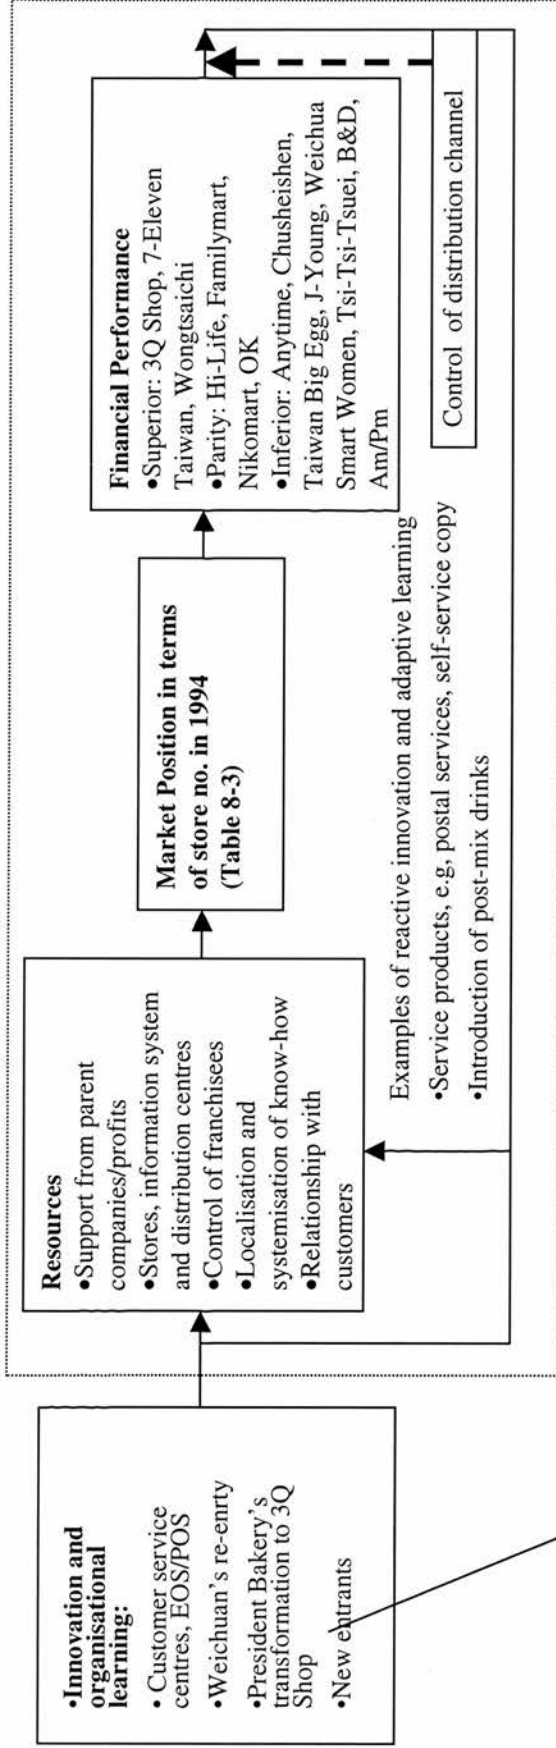 •Innovation and
organisational
learning:
• Customer service
centres, EOS/POS
•Weichuan's re-enrty
•President Bakery's
transformation to 3Q
Shop
•New entrants
Resources
•Support from parent
companies/profits
•Stores, information system
and distribution centres
•Control of franchisees
•Localisation and
systemisation of know-how
•Relationship with
customers
Market Position in terms
of store no. in 1994
(Table 8-3)
Financial Performance
•Superior: 3Q Shop, 7-Eleven
Taiwan, Wongtsaichi
•Parity: Hi-Life, Familymart,
Nikomart, OK
•Inferior: Anytime, Chusheishen,
Taiwan Big Egg, J-Young, Weichua
Smart Women, Tsi-Tsi-Tsuei, B&D,
Am/Pm
Examples of reactive innovation and adaptive learning
•Service products, e.g, postal services, self-service copy
•Introduction of post-mix drinks
Control of distribution channel